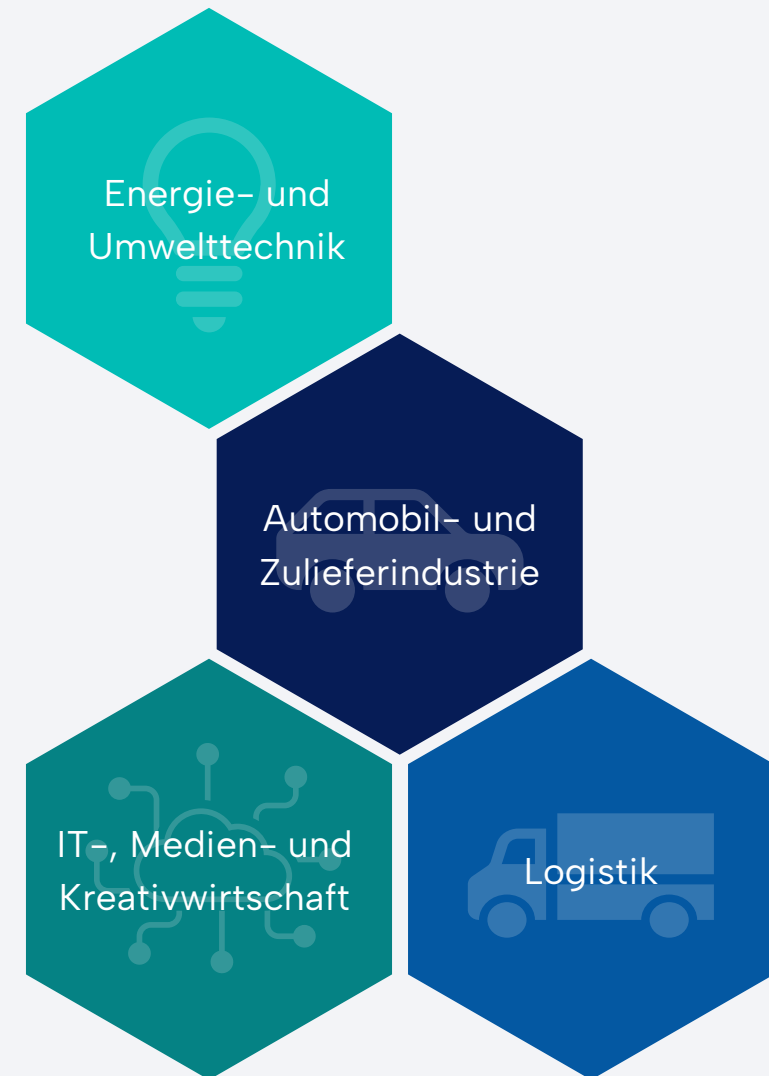 Energie- und
Umwelttechnik
Automobil- und
Zulieferindustrie
IT-, Medien- und
Kreativwirtschaft
Logistik